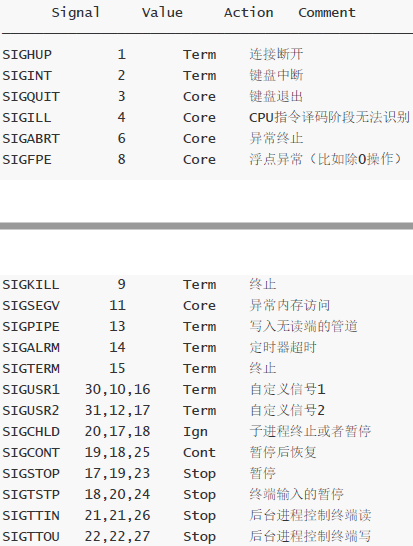 Signal Value Action Comment
SIGHUP 1 Term 连接断开
SIGINT 2 Term 键盘中断
SIGQUIT 3 Core 键盘退出
SIGILL 4 Core CPU指令译码阶段无法识别
SIGABRT 6 Core 异常终止
SIGFPE 8 Core 浮点异常（比如除0操作）
SIGKILL 9 Term 终止
SIGSEGV 11 Core 异常内存访问
SIGPIPE 13 Term 写入无读端的管道
SIGALRM 14 Term 定时器超时
SIGTERM 15 Term 终止
SIGUSR1 30,10,16 Term 自定义信号1
SIGUSR2 31,12,17 Term 自定义信号2
SIGCHLD 20,17,18 Ign 子进程终止或者暂停
SIGCONT 19,18,25 Cont 暂停后恢复
SIGSTOP 17,19,23 Stop 暂停
SIGTSTP 18,20,24 Stop 终端输入的暂停
SIGTTIN 21,21,26 Stop 后台进程控制终端读
SIGTTOU 22,22,27 Stop 后台进程控制终端写